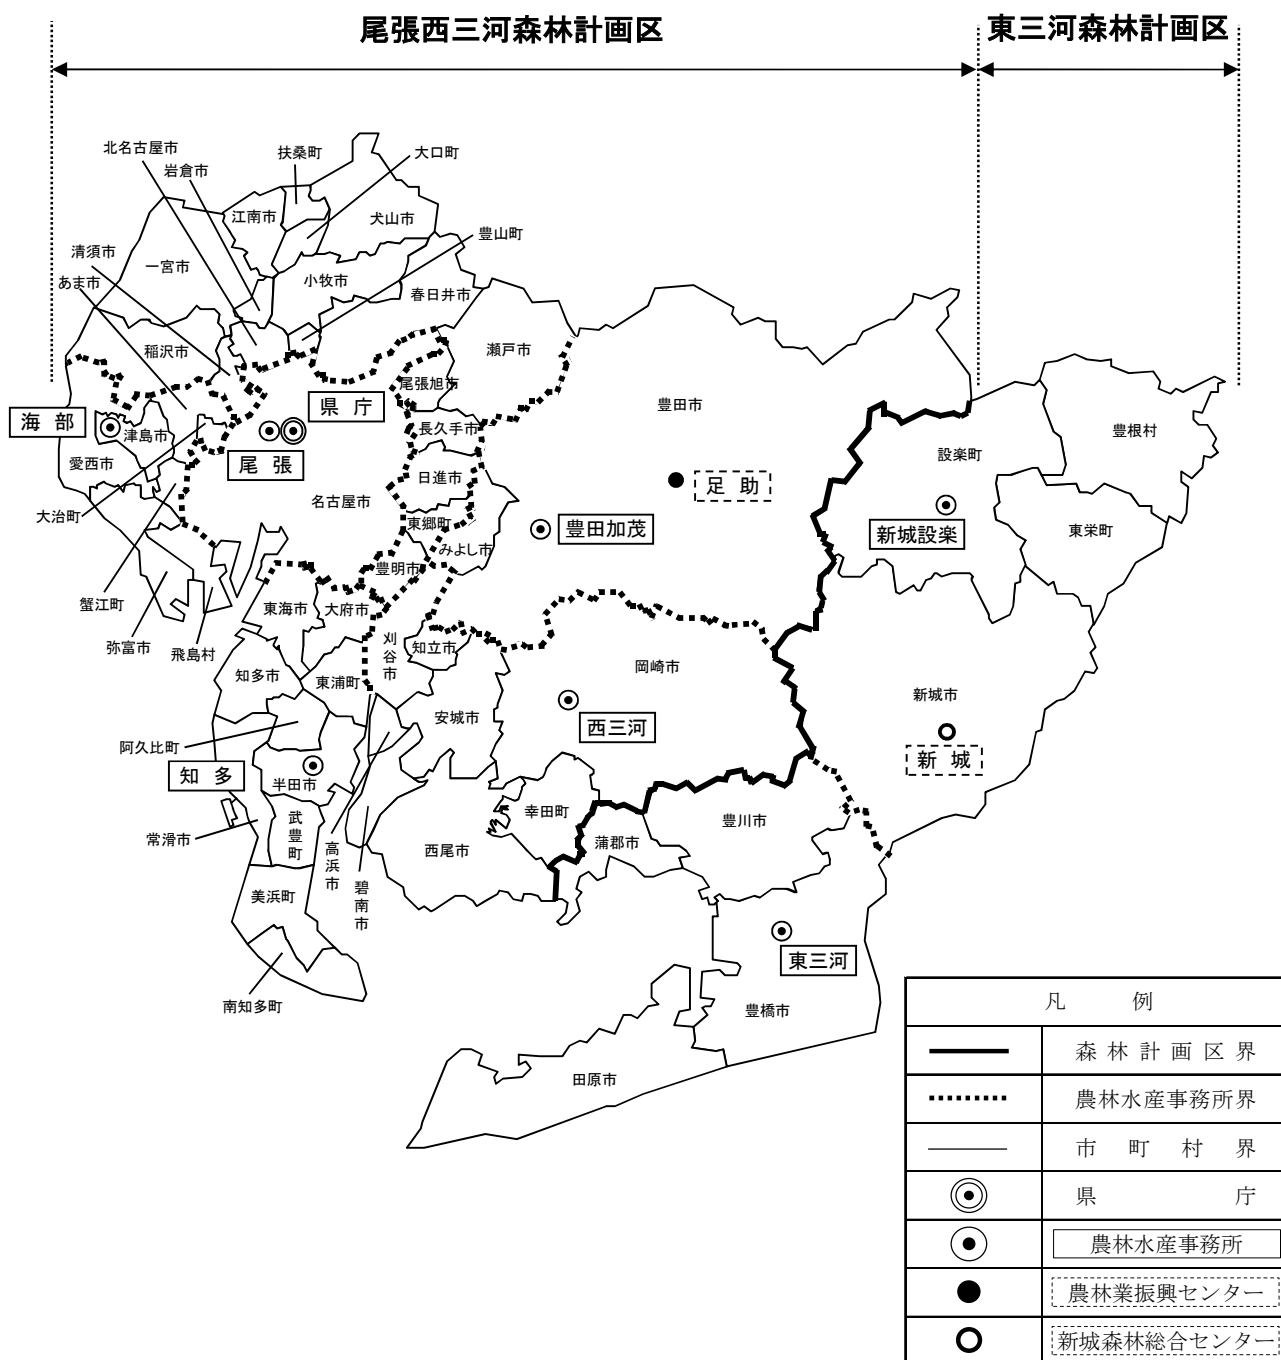 尾張西三河森林計画区
東三河森林計画区
北名古屋市
扶桑町
大口町
岩倉市
江南市
犬山市
豊山町
清須市
一宮市
小牧市
あま市
春日井市
稲沢市
瀬戸市
尾張旭市
県 庁
豊田市
海 部
津島市
長久手市
豊根村
愛西市
尾 張
日進市
設楽町
足 助
大治町
名古屋市
東郷町
豊田加茂
新城設楽
東栄町
みよし市
豊明市
蟹江町
東海市
大府市
弥富市
飛島村
刈谷市
知立市
岡崎市
知多市
東浦町
新城市
安城市
阿久比町
西三河
新 城
知 多
半田市
幸田町
豊川市
常滑市
武豊町
高浜市
西尾市
蒲郡市
美浜町
碧南市
東三河
南知多町
豊橋市
田原市
凡 例
森林計画区界
農林水産事務所界
市町村界
県 庁
農林水産事務所
農林業振興センター
新城森林総合センター